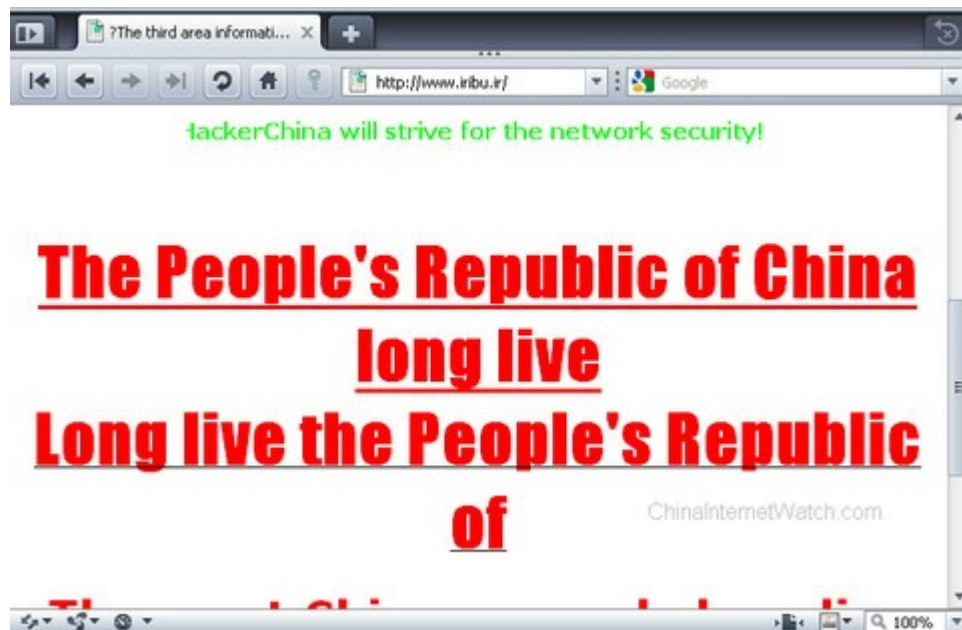 ?The third area informati...
http://www.iribu.ir/
Google
HackerChina will strive for the network security!
The People's Republic of China
long live
Long live the People's Republic
of
ChinaInternetWatch.com
100%